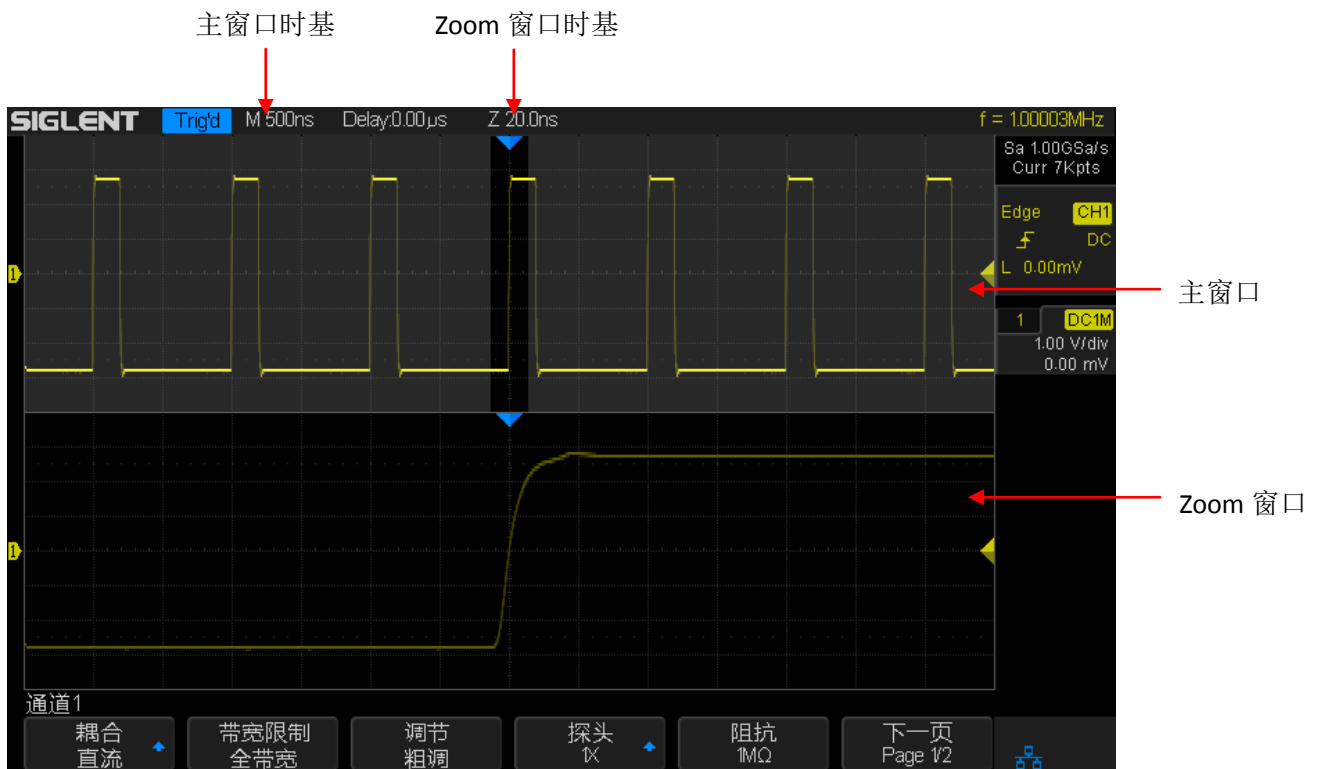 主窗口时基 Zoom 窗口时基
SIGLENT Trig'd M 500ns Delay:0.00µs Z 20.0ns f = 1.00003MHz
Sa 1.00GSa/s
Curr 7Kpts
Edge CH1
DC
L 0.00mV
主窗口
1 DC1M
1.00 V/div
0.00 mV
1
Zoom 窗口
1
通道1
耦合 带宽限制 调节 探头 阻抗 下一页
直流 全带宽 粗调 1X 1MΩ Page 1/2